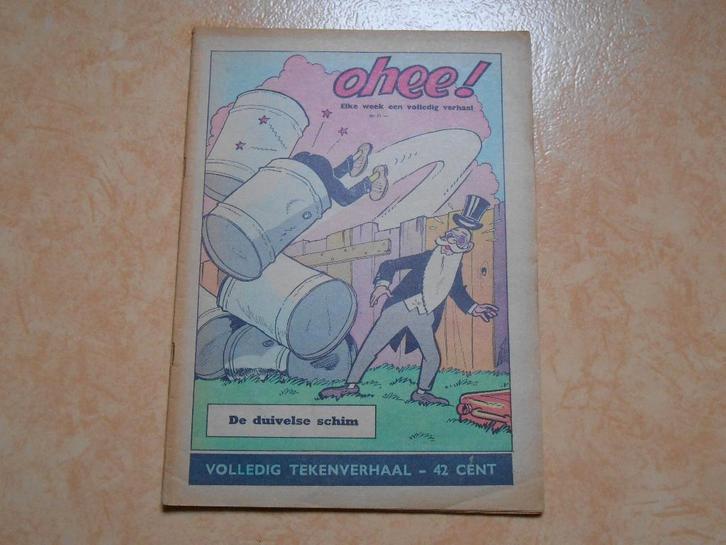 ohee!
Elke week een volledig verhaal
De duivelse schim
VOLLEDIG TEKENVERHAAL - 42 CENT